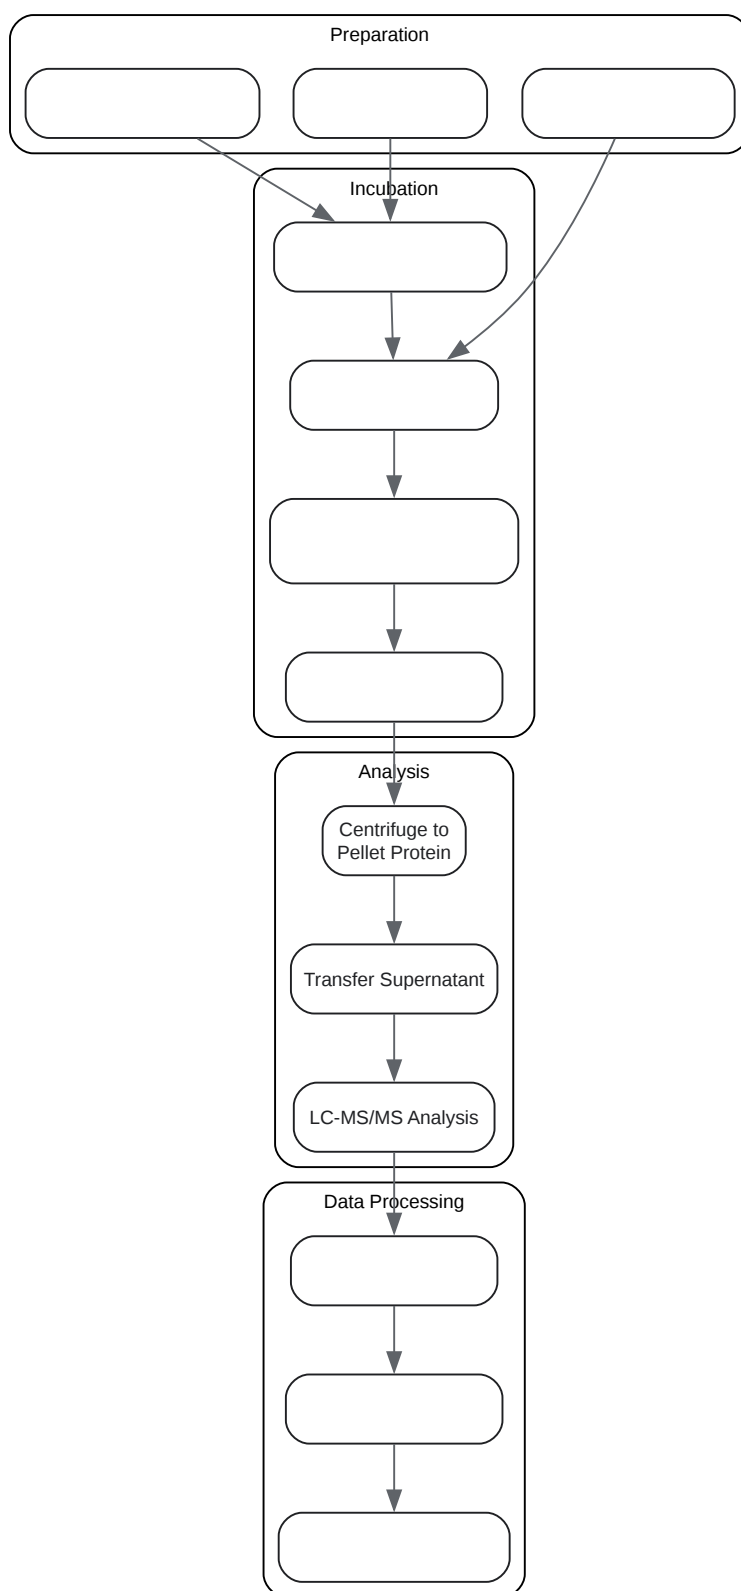 Preparation
Incubation
Analysis
Centrifuge to
Pellet Protein
Transfer Supernatant
LC-MS/MS Analysis
Data Processing